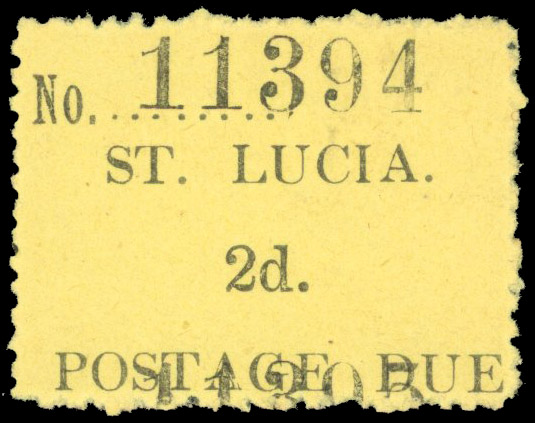 No. 11394
ST. LUCIA.
2d.
POSTAGE DUE